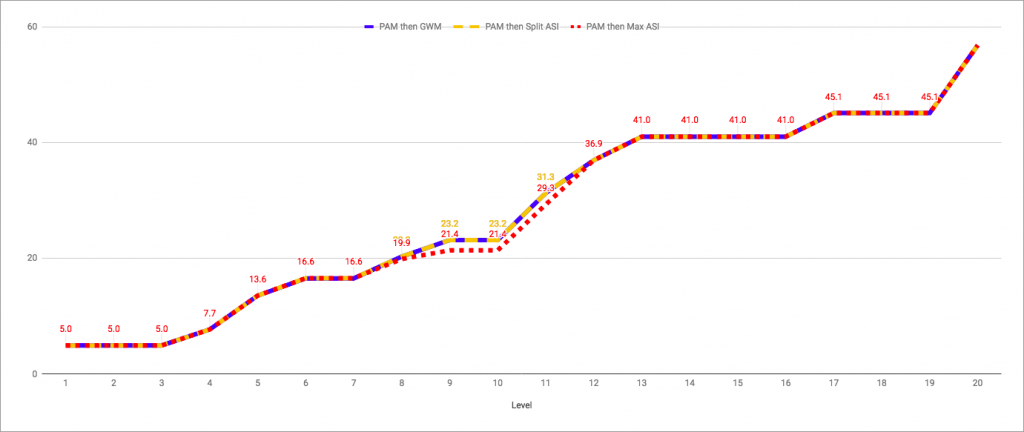 60
PAM then GWM PAM then Split ASI PAM then Max ASI
45.1 45.1 45.1
41.0 41.0 41.0 41.0
40
36.9
31.3
29.3
23.2 23.2
21.4 21.4
19.9
20
16.6 16.6
13.6
7.7
5.0 5.0 5.0
0
1 2 3 4 5 6 7 8 9 10 11 12 13 14 15 16 17 18 19 20
Level